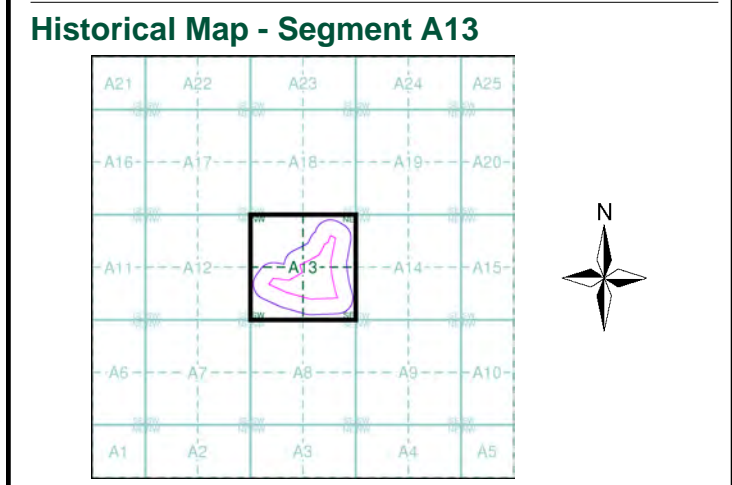 Historical Map - Segment A13
A21 A22 A23 A24 A25
A16 A17 A18 A19 A20
N
A11 A12 A13 A14 A15
A6 A7 A8 A9 A10
A1 A2 A3 A4 A5